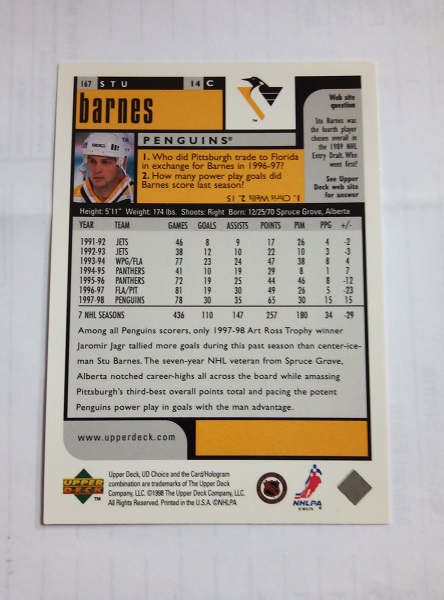 167 STU 14 C
barnes
PENGUINS®
1. Who did Pittsburgh trade to Florida
in exchange for Barnes in 1996-97?
2. How many power play goals did
Barnes score last season?
1. Chris Wells 2. 15
Web site
question
Stu Barnes was
the fourth player
chosen overall in
the 1989 NHL
Entry Draft. Who
went first?
See Upper
Deck web site
for answer
Height: 5'11" Weight: 174 lbs. Shoots: Right Born: 12/25/70 Spruce Grove, Alberta
YEAR TEAM GAMES GOALS ASSISTS POINTS PIM PPG +/-
1991-92 JETS 46 8 9 17 26 4 -2
1992-93 JETS 38 12 10 22 10 3 -3
1993-94 WPG/FLA 77 23 24 47 38 8 4
1994-95 PANTHERS 41 10 19 29 8 1 7
1995-96 PANTHERS 72 19 25 44 46 8 -12
1996-97 FLA/PIT 81 19 30 49 26 5 -23
1997-98 PENGUINS 78 30 35 65 30 15 15
7 NHL SEASONS 436 110 147 257 180 34 -29
Among all Penguins scorers, only 1997-98 Art Ross Trophy winner
Jaromir Jagr tallied more goals during this past season than center-ice-
man Stu Barnes. The seven-year NHL veteran from Spruce Grove,
Alberta notched career-highs all across the board while amassing
Pittsburgh's third-best overall points total and pacing the potent
Penguins power play in goals with the man advantage.
www.upperdeck.com
UPPER
DECK
Upper Deck, UD Choice and the Card/Hologram
combination are trademarks of The Upper Deck
Company, LLC. ©1998 The Upper Deck Company, LLC.
All Rights Reserved. Printed in the U.S.A. ©NHLPA
NHL
NHLPA